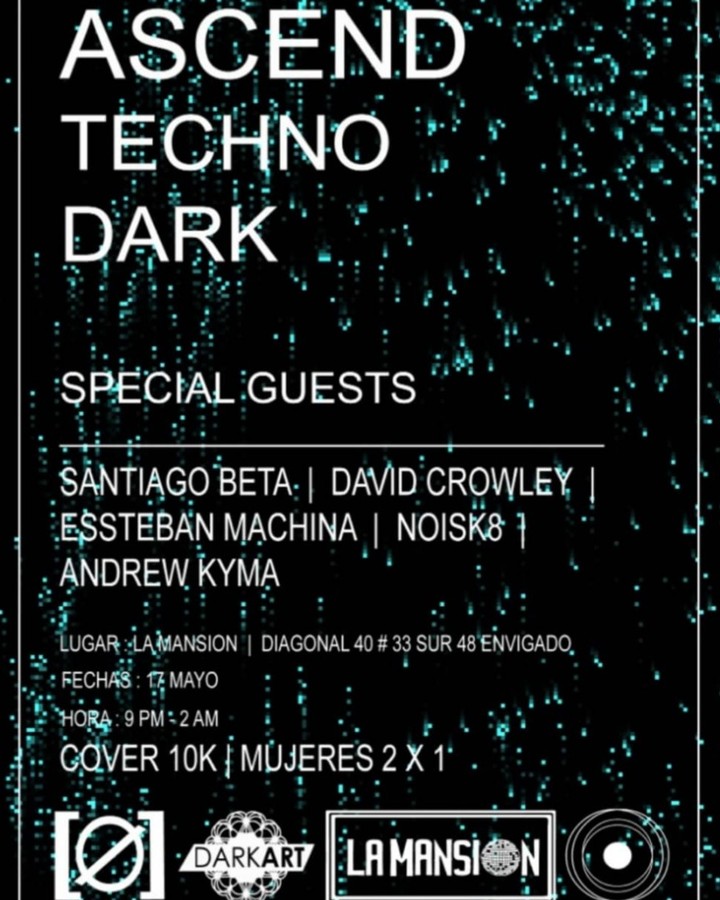 ASCEND
TECHNO
DARK
SPECIAL GUESTS
SANTIAGO BETA | DAVID CROWLEY |
ESSTEBAN MACHINA | NOISK8 |
ANDREW KYMA
LUGAR : LA MANSION | DIAGONAL 40 # 33 SUR 48 ENVIGADO
FECHAS : 17 MAYO
HORA : 9 PM - 2 AM
COVER 10K | MUJERES 2 X 1
[Ø] DARKART LA MANSION